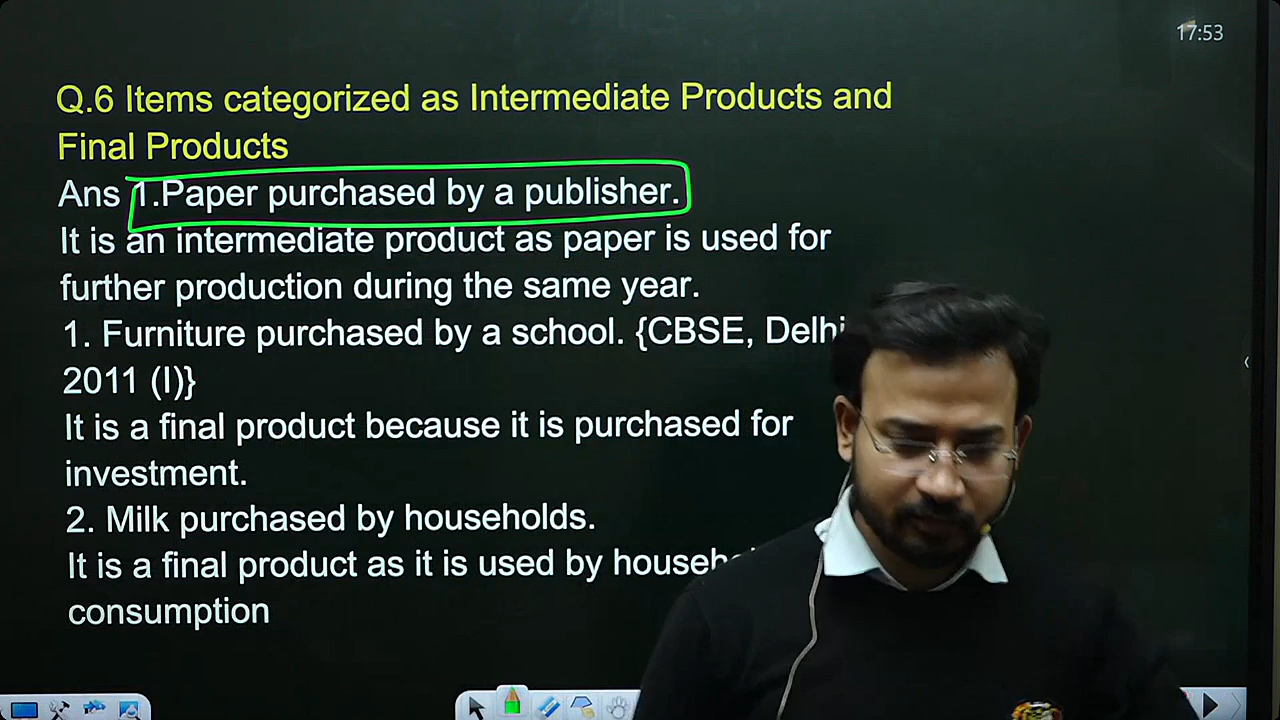 17:53
Q.6 Items categorized as Intermediate Products and
Final Products
Ans 1.Paper purchased by a publisher.
It is an intermediate product as paper is used for
further production during the same year.
1. Furniture purchased by a school. {CBSE, Delhi
2011 (I)}
It is a final product because it is purchased for
investment.
2. Milk purchased by households.
It is a final product as it is used by
consumption